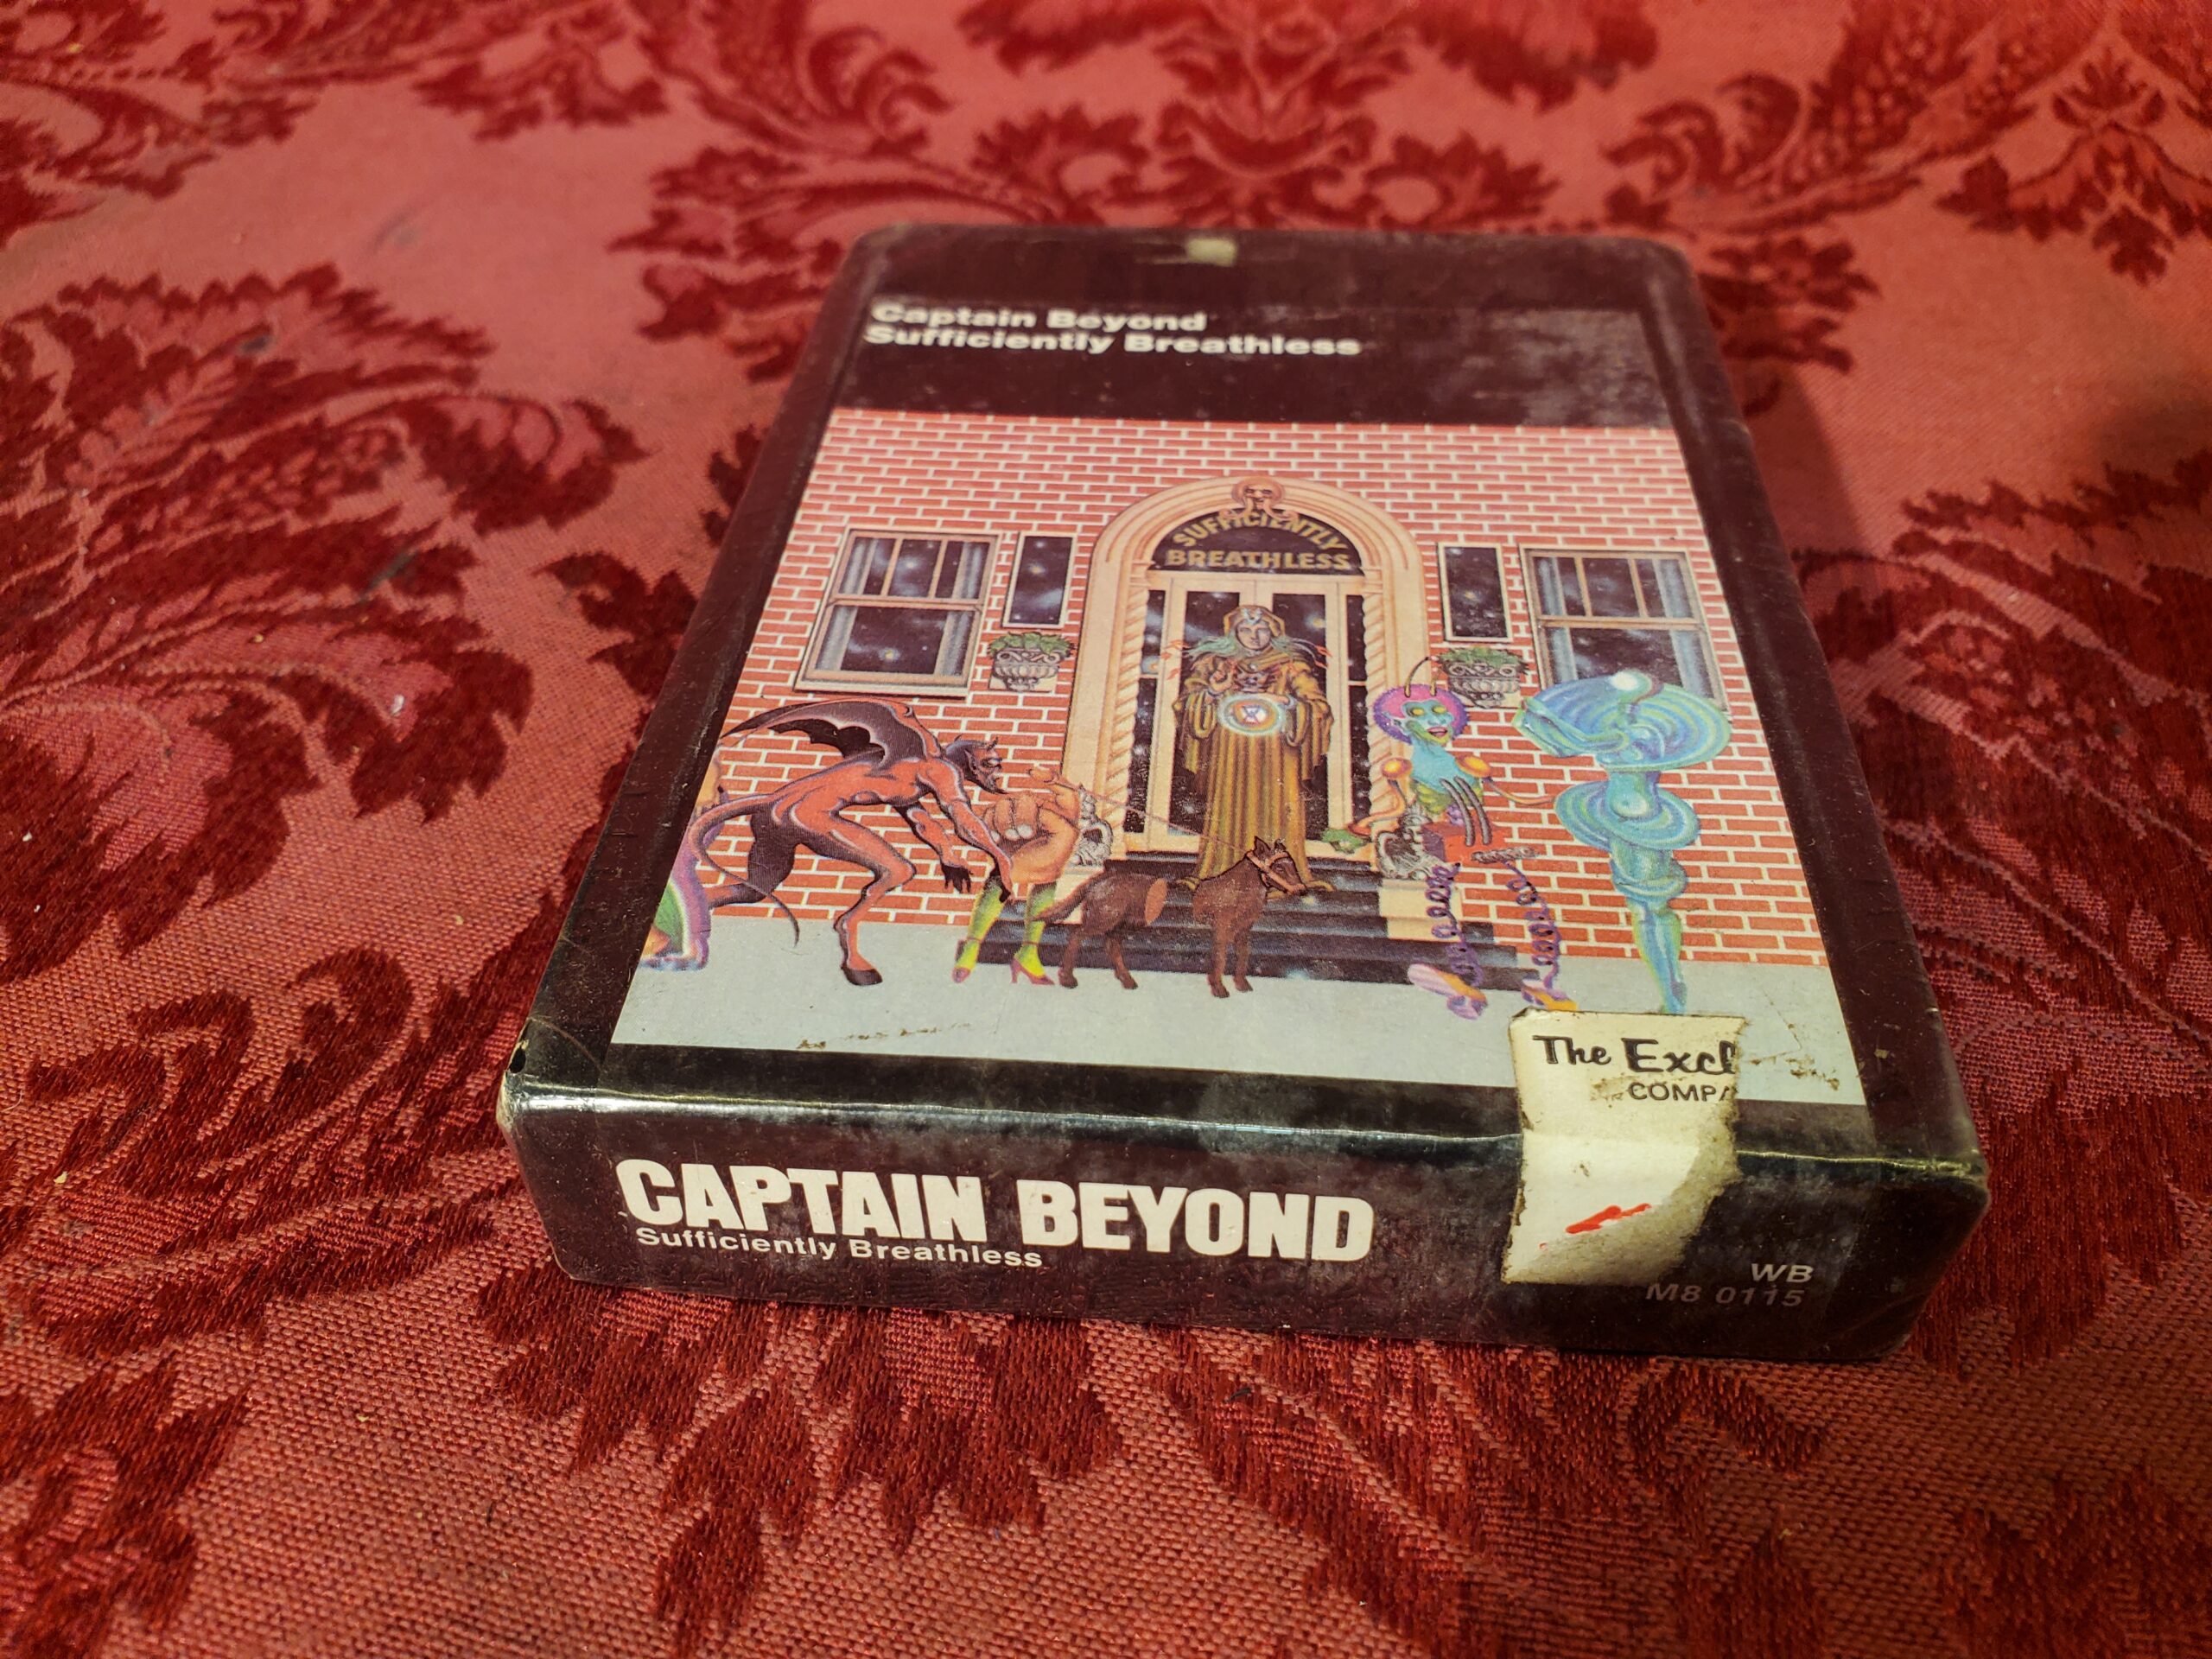 Captain Beyond
Sufficiently Breathless
SUFFICIENTLY
BREATHLESS
The Excl
COMPA
CAPTAIN BEYOND
Sufficiently Breathless
WB
M8 0115